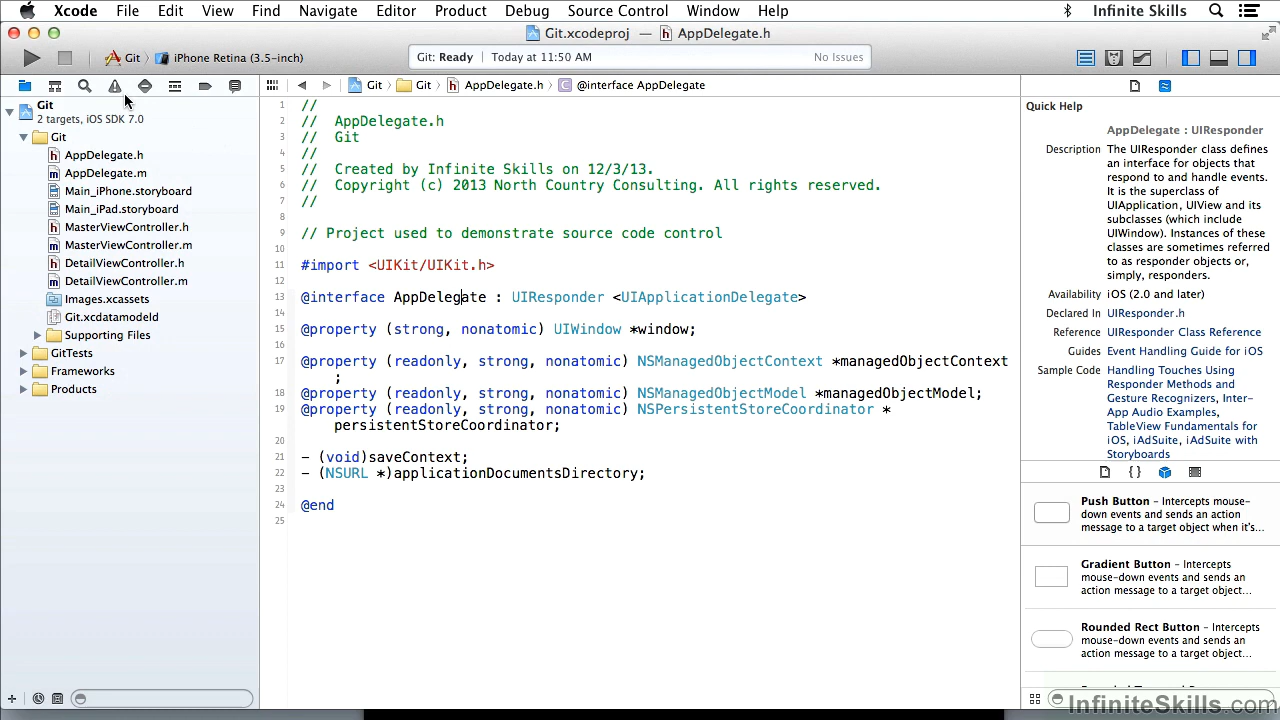 Xcode File Edit View Find Navigate Editor Product Debug Source Control Window Help Infinite Skills
Git.xcodeproj — AppDelegate.h
Git iPhone Retina (3.5-inch) Git: Ready Today at 11:50 AM No Issues
Git Git AppDelegate.h @interface AppDelegate
Git
2 targets, iOS SDK 7.0
Git
AppDelegate.h
AppDelegate.m
Main_iPhone.storyboard
Main_iPad.storyboard
MasterViewController.h
MasterViewController.m
DetailViewController.h
DetailViewController.m
Images.xcassets
Git.xcdatamodeld
Supporting Files
GitTests
Frameworks
Products
1 //
2 // AppDelegate.h
3 // Git
4 //
5 // Created by Infinite Skills on 12/3/13.
6 // Copyright (c) 2013 North Country Consulting. All rights reserved.
7 //
8
9 // Project used to demonstrate source code control
10
11 #import <UIKit/UIKit.h>
12
13 @interface AppDelegate : UIResponder <UIApplicationDelegate>
14
15 @property (strong, nonatomic) UIWindow *window;
16
17 @property (readonly, strong, nonatomic) NSManagedObjectContext *managedObjectContext
;
18 @property (readonly, strong, nonatomic) NSManagedObjectModel *managedObjectModel;
19 @property (readonly, strong, nonatomic) NSPersistentStoreCoordinator *
persistentStoreCoordinator;
20
21 - (void)saveContext;
22 - (NSURL *)applicationDocumentsDirectory;
23
24 @end
25
Quick Help
AppDelegate : UIResponder
Description The UIResponder class defines
an interface for objects that
respond to and handle events.
It is the superclass of
UIApplication, UIView and its
subclasses (which include
UIWindow). Instances of these
classes are sometimes referred
to as responder objects or,
simply, responders.
Availability iOS (2.0 and later)
Declared In UIResponder.h
Reference UIResponder Class Reference
Guides Event Handling Guide for iOS
Sample Code Handling Touches Using
Responder Methods and
Gesture Recognizers, Inter-
App Audio Examples,
TableView Fundamentals for
iOS, iAdSuite, iAdSuite with
Storyboards
Push Button - Intercepts mouse-
down events and sends an action
message to a target object when it's...
Gradient Button - Intercepts
mouse-down events and sends an
action message to a target object...
Rounded Rect Button - Intercepts
mouse-down events and sends an
action message to a target object...
InfiniteSkills.com